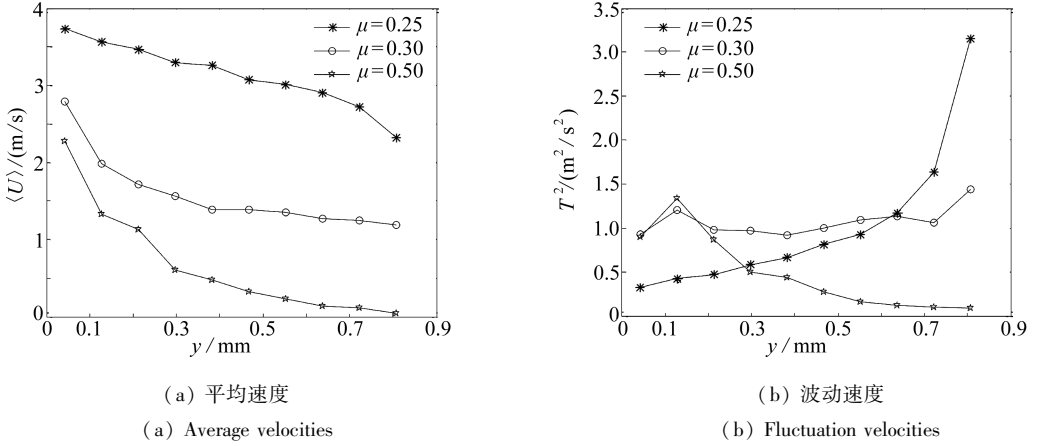 4
3
2
1
0
⟨U⟩/(m/s)
μ=0.25
μ=0.30
μ=0.50
0 0.1 0.3 0.5 0.7 0.9
y/mm
(a) 平均速度
(a) Average velocities
3.5
3.0
2.5
2.0
1.5
1.0
0.5
0
T²/(m²/s²)
μ=0.25
μ=0.30
μ=0.50
0 0.1 0.3 0.5 0.7 0.9
y/mm
(b) 波动速度
(b) Fluctuation velocities